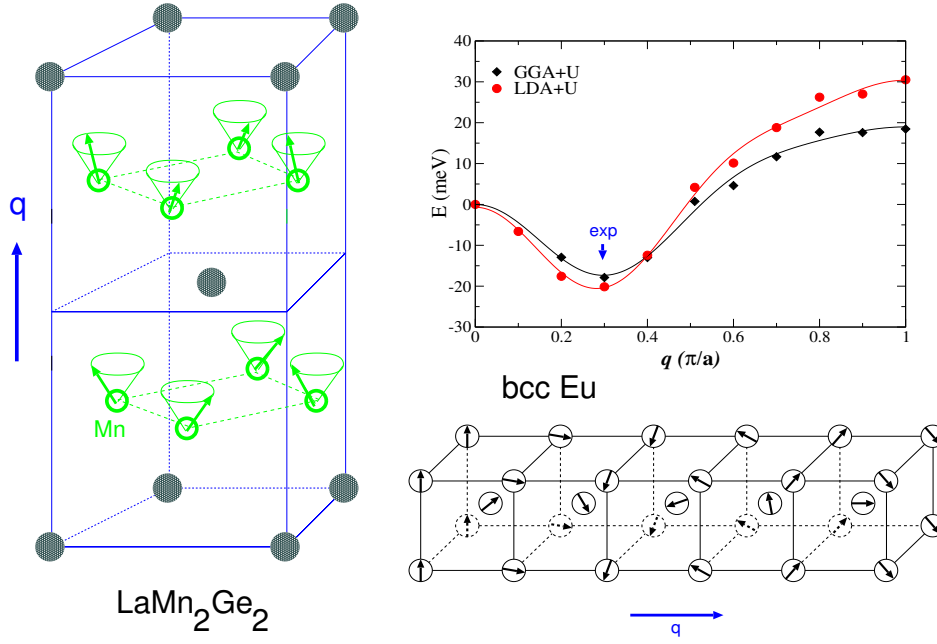 q
Mn
LaMn₂Ge₂
40
30
20
10
0
-10
-20
-30
E (meV)
GGA+U
LDA+U
exp
0
0.2
0.4
0.6
0.8
1
q (π/a)
bcc Eu
q